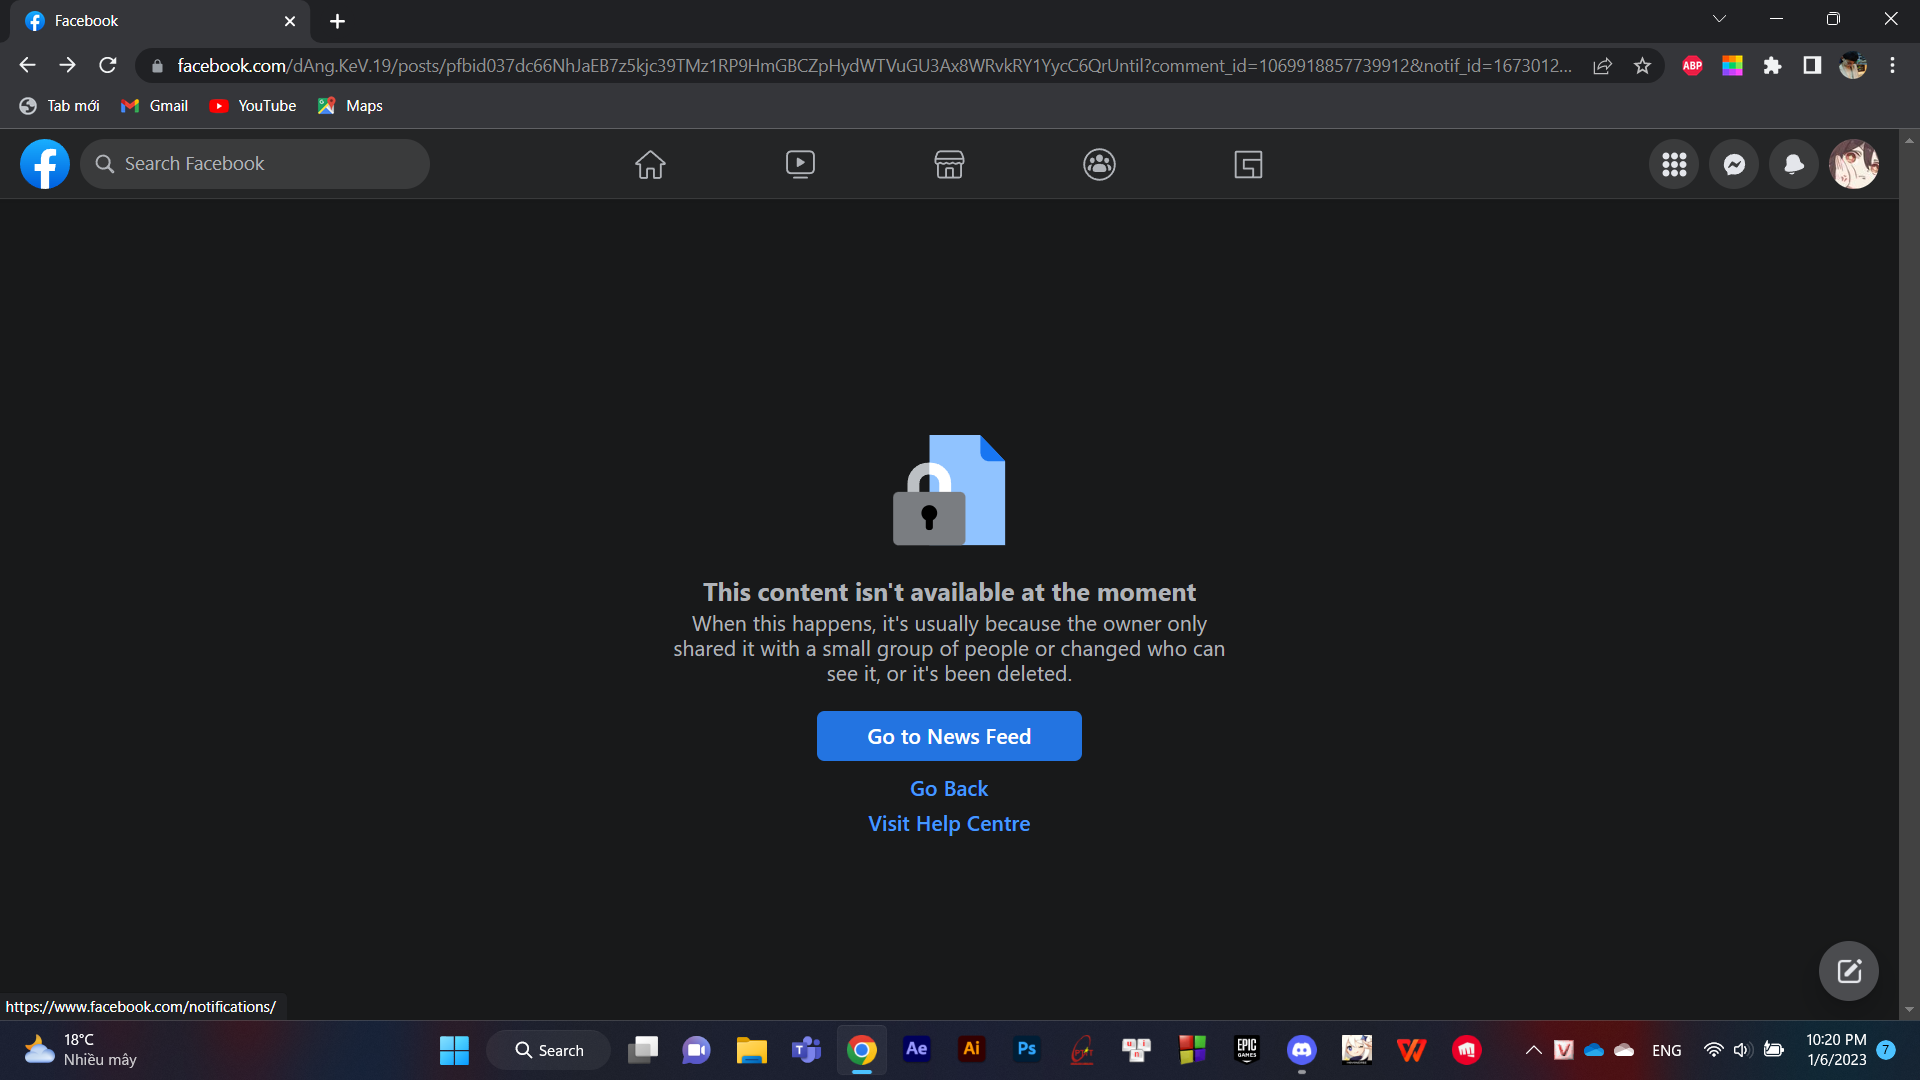 Facebook
facebook.com/dAng.KeV.19/posts/pfbid037dc66NhJaEB7z5kjc39TMz1RP9HmGBCZpHydWTVuGU3Ax8WRvkRY1YycC6QrUntil?comment_id=1069918857739912&notif_id=1673012...
ABP
Tab mới
Gmail
YouTube
Maps
Search Facebook
This content isn't available at the moment
When this happens, it's usually because the owner only
shared it with a small group of people or changed who can
see it, or it's been deleted.
Go to News Feed
Go Back
Visit Help Centre
https://www.facebook.com/notifications/
18°C
Nhiều mây
Search
Ae
Ai
Ps
EPIC
GAMES
ENG
10:20 PM
1/6/2023
7